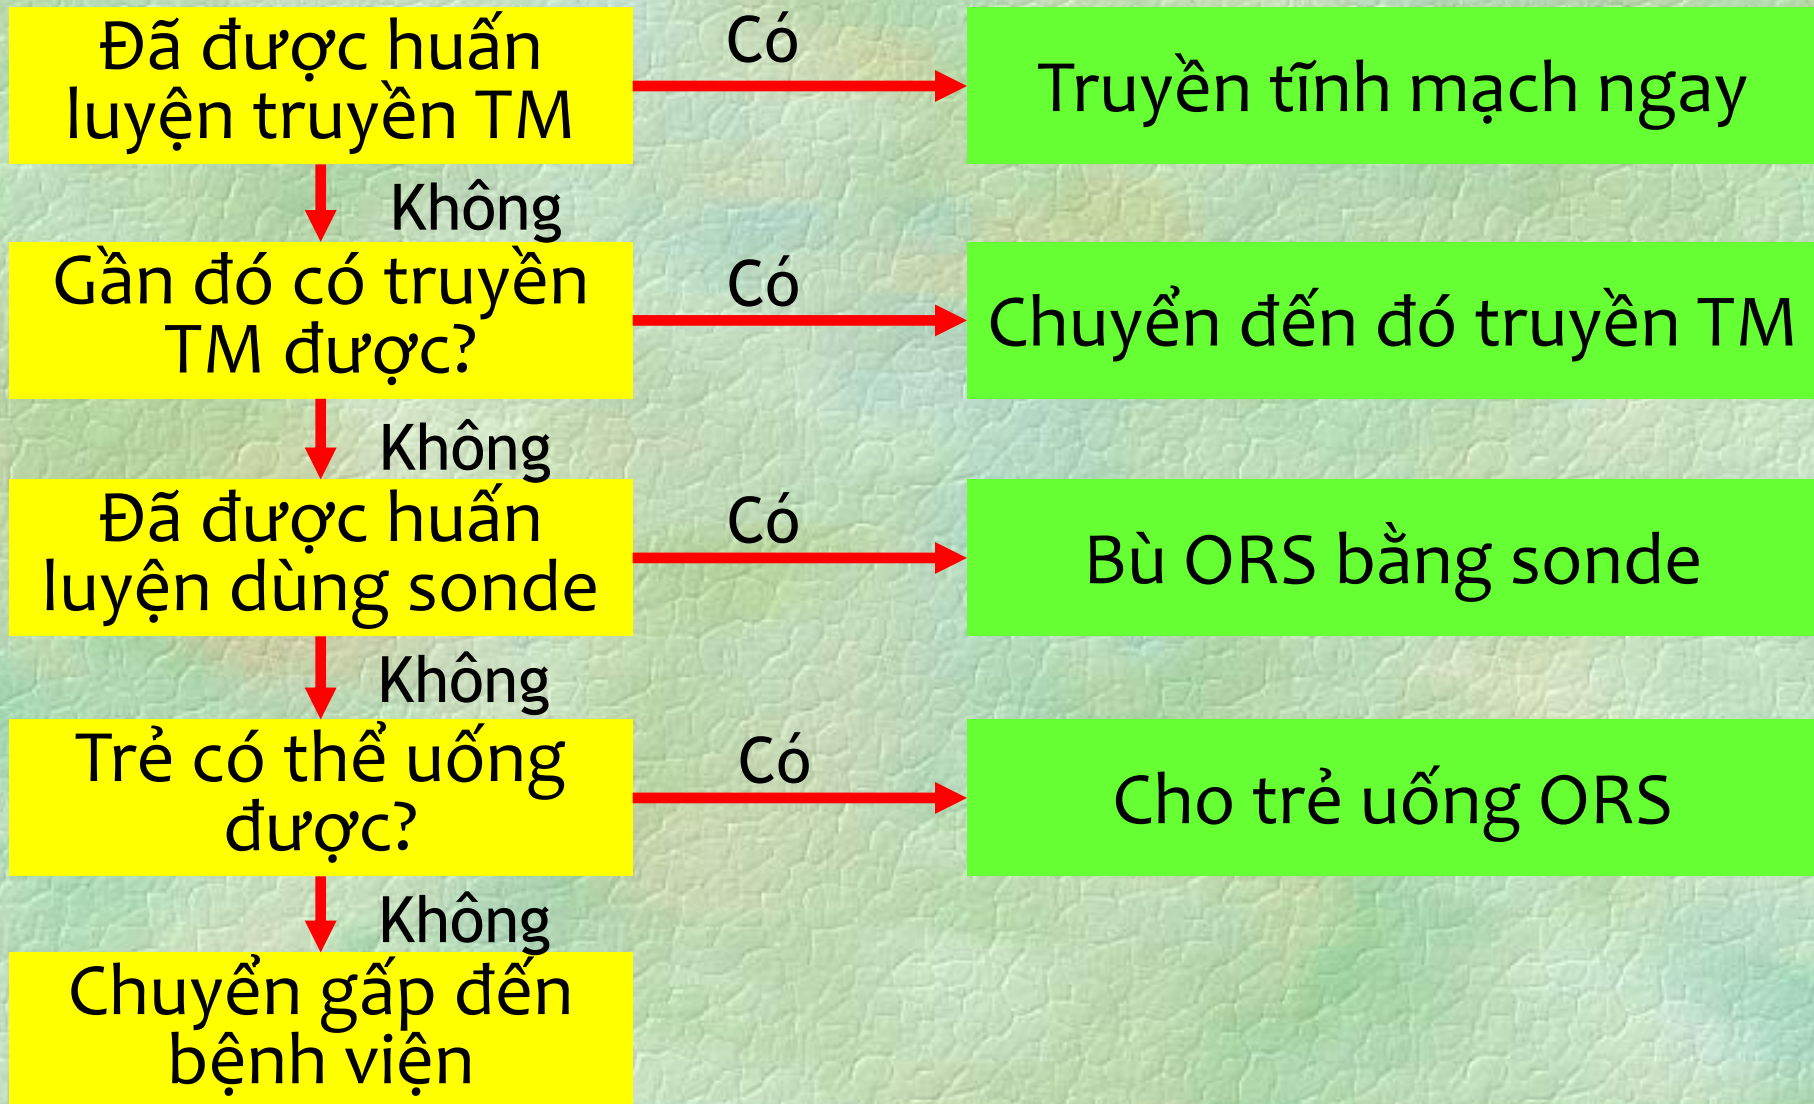 Đã được huấn
luyện truyền TM
Có
Truyền tĩnh mạch ngay
Không
Gần đó có truyền
TM được?
Có
Chuyển đến đó truyền TM
Không
Đã được huấn
luyện dùng sonde
Có
Bù ORS bằng sonde
Không
Trẻ có thể uống
được?
Có
Cho trẻ uống ORS
Không
Chuyển gấp đến
bệnh viện